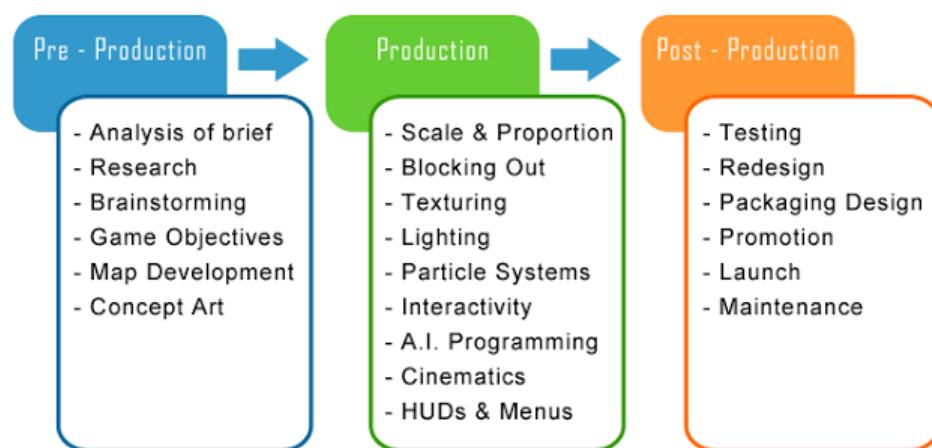 Pre - Production
- Analysis of brief
- Research
- Brainstorming
- Game Objectives
- Map Development
- Concept Art
Production
- Scale & Proportion
- Blocking Out
- Texturing
- Lighting
- Particle Systems
- Interactivity
- A.I. Programming
- Cinematics
- HUDs & Menus
Post - Production
- Testing
- Redesign
- Packaging Design
- Promotion
- Launch
- Maintenance